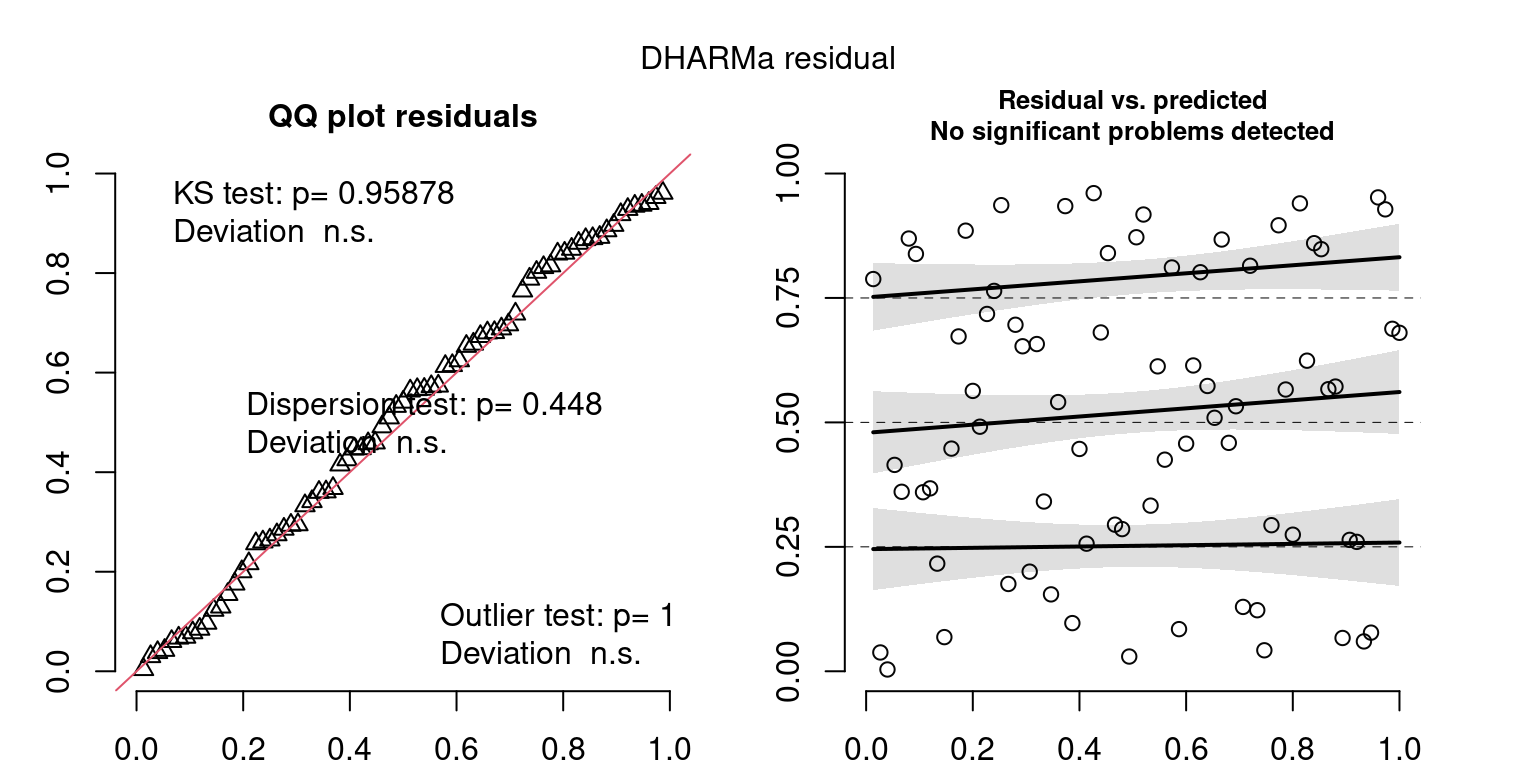 DHARMa residual
QQ plot residuals
KS test: p= 0.95878
Deviation n.s.
Dispersion test: p= 0.448
Deviation n.s.
Outlier test: p= 1
Deviation n.s.
1.0
0.8
0.6
0.4
0.2
0.0
0.0 0.2 0.4 0.6 0.8 1.0
Residual vs. predicted
No significant problems detected
1.00
0.75
0.50
0.25
0.00
0.0 0.2 0.4 0.6 0.8 1.0